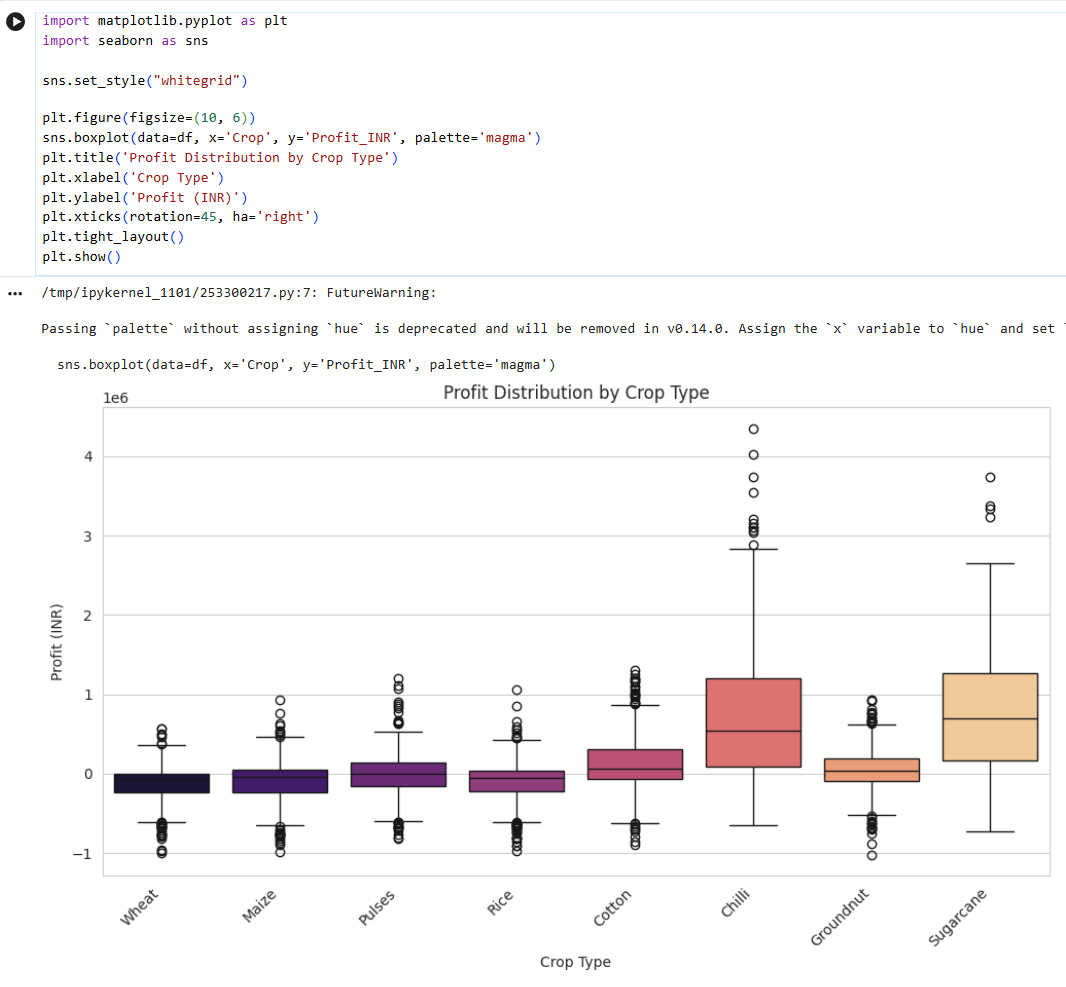 import matplotlib.pyplot as plt
import seaborn as sns
sns.set_style("whitegrid")
plt.figure(figsize=(10, 6))
sns.boxplot(data=df, x='Crop', y='Profit_INR', palette='magma')
plt.title('Profit Distribution by Crop Type')
plt.xlabel('Crop Type')
plt.ylabel('Profit (INR)')
plt.xticks(rotation=45, ha='right')
plt.tight_layout()
plt.show()
/tmp/ipykernel_1101/253300217.py:7: FutureWarning:
Passing `palette` without assigning `hue` is deprecated and will be removed in v0.14.0. Assign the `x` variable to `hue` and set `
sns.boxplot(data=df, x='Crop', y='Profit_INR', palette='magma')
Profit Distribution by Crop Type
1e6
4
3
2
1
0
−1
Profit (INR)
Wheat
Maize
Pulses
Rice
Cotton
Chilli
Groundnut
Sugarcane
Crop Type